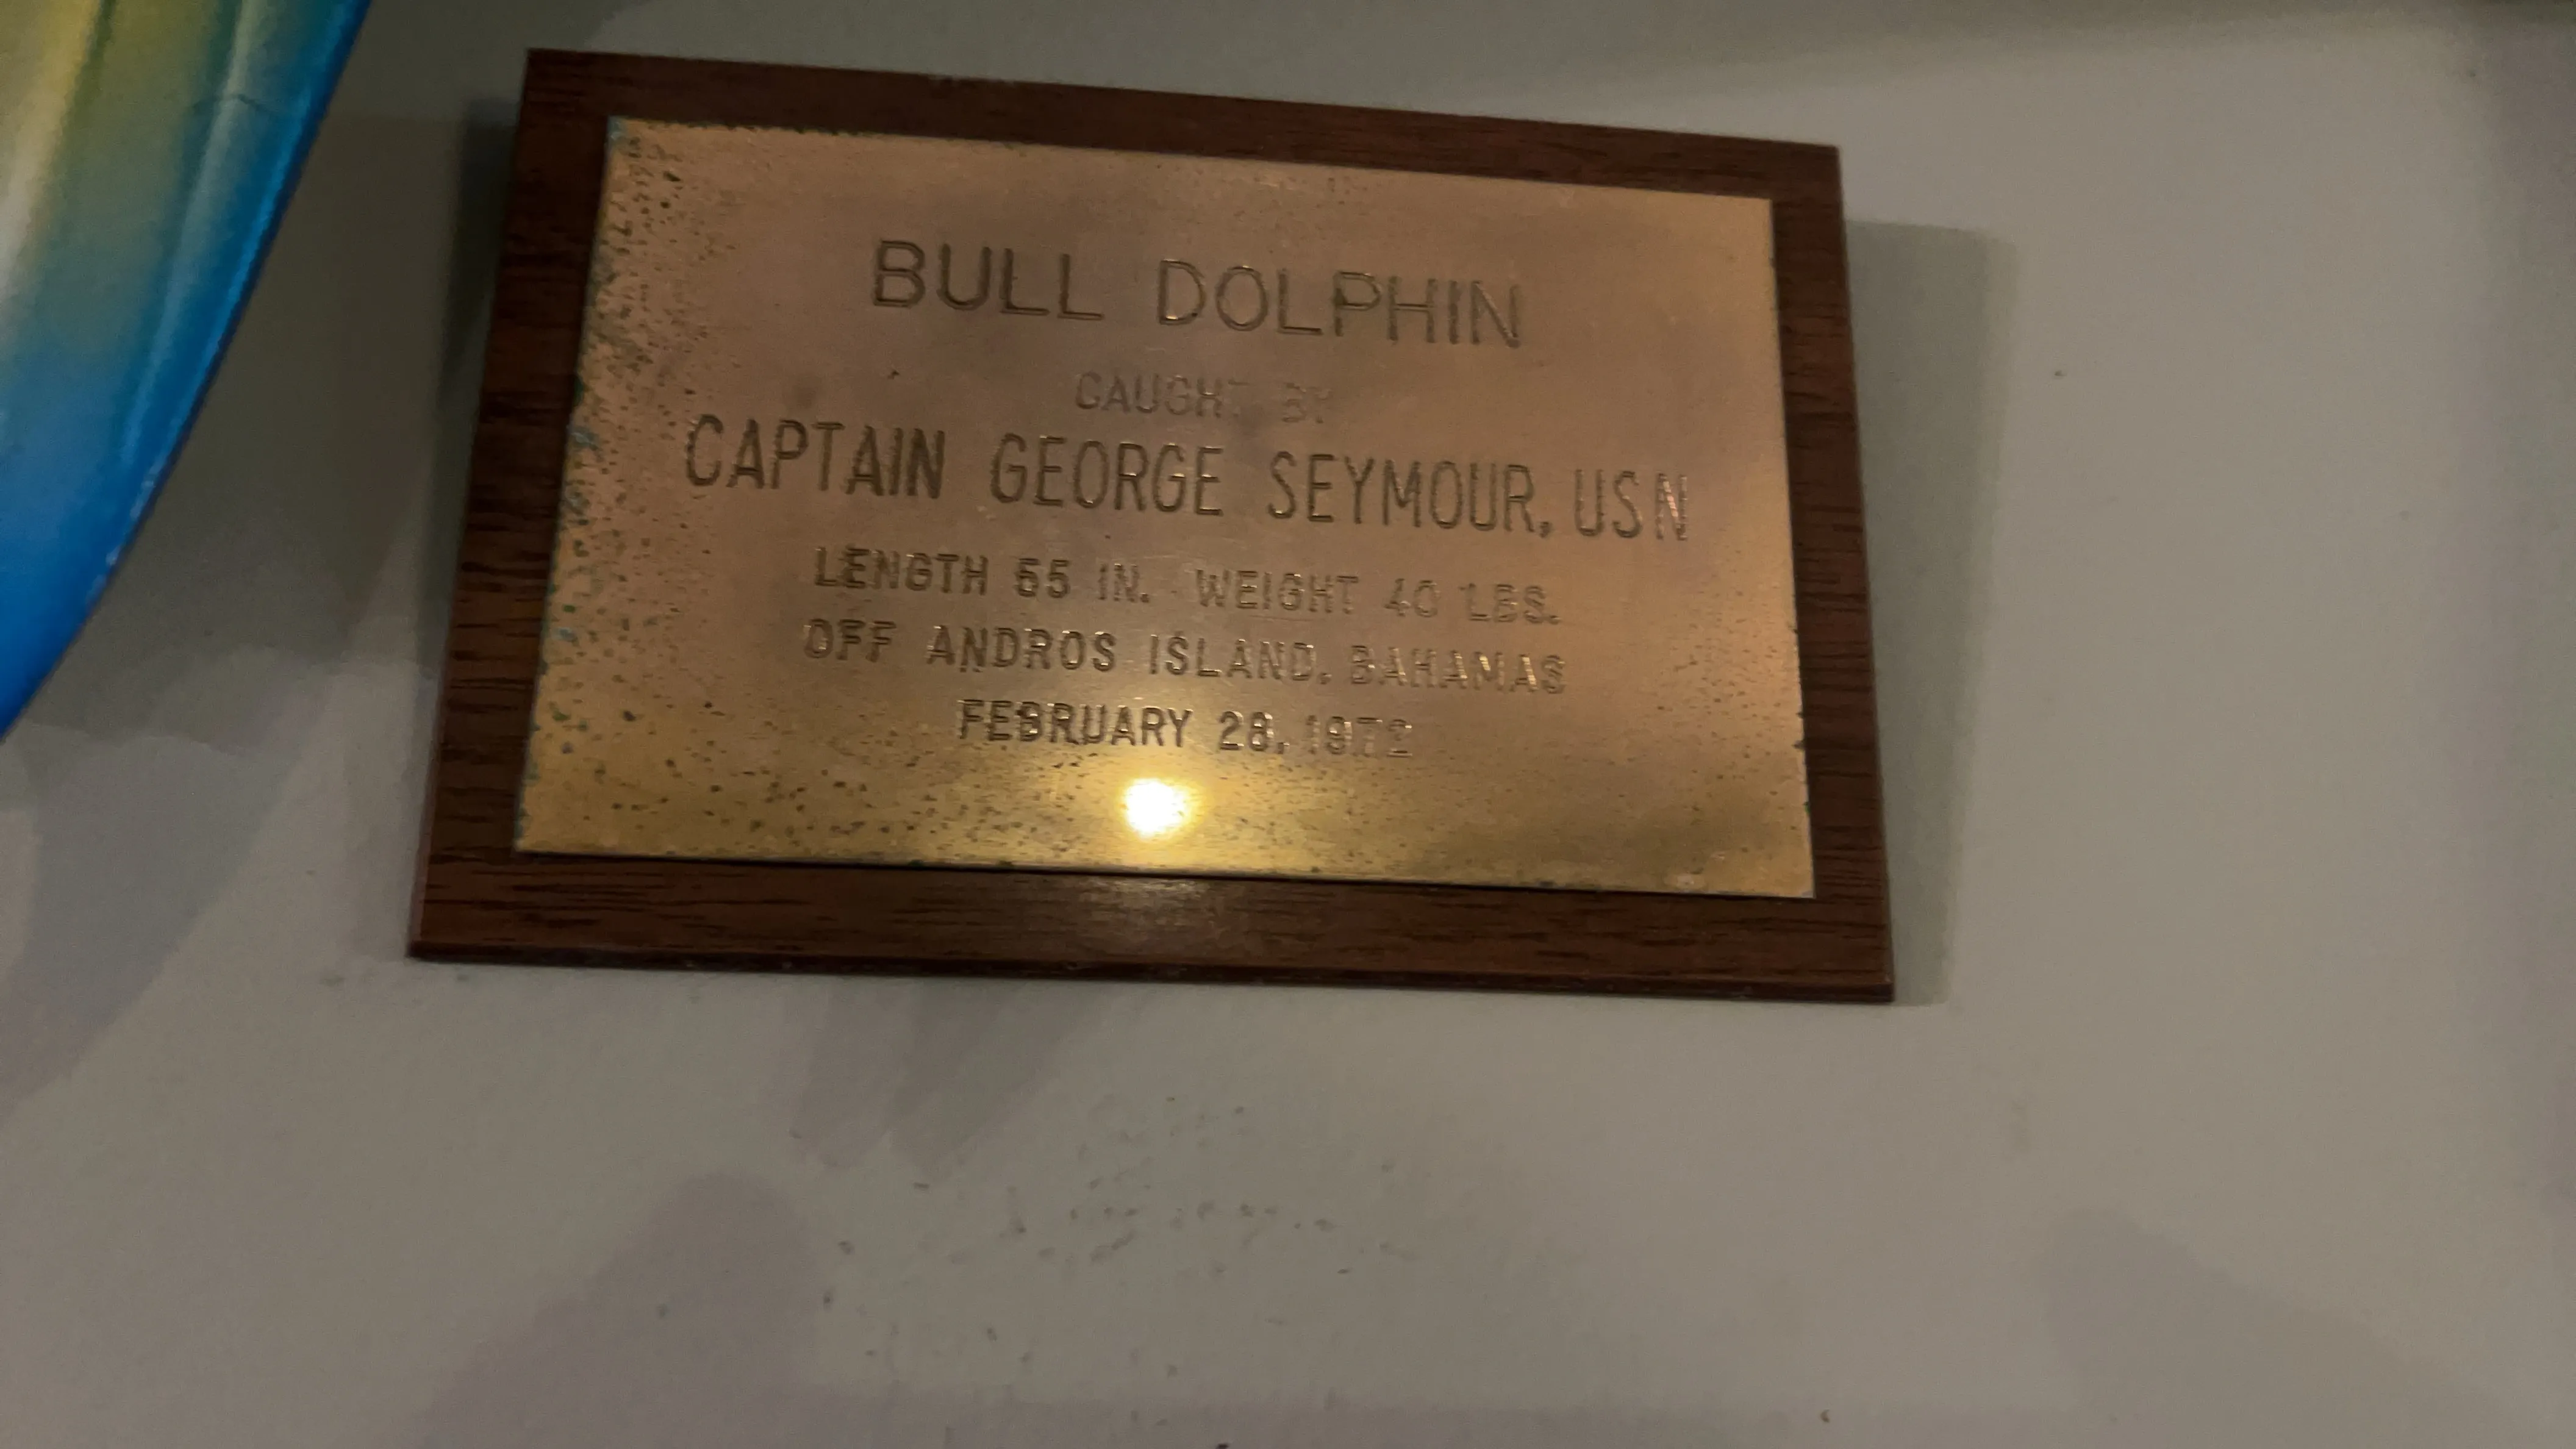 BULL DOLPHIN
CAUGHT BY
CAPTAIN GEORGE SEYMOUR, USN
LENGTH 55 IN. WEIGHT 40 LBS.
OFF ANDROS ISLAND, BAHAMAS
FEBRUARY 28, 1972